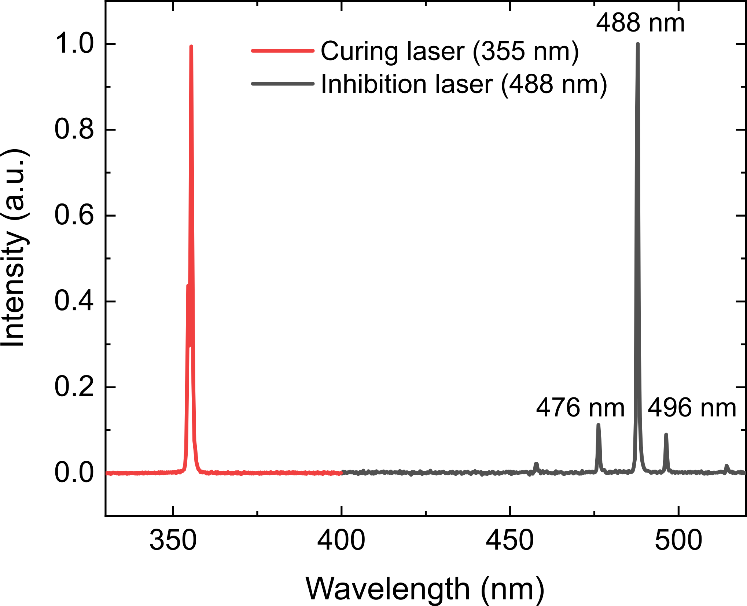 488 nm
Curing laser (355 nm)
Inhibition laser (488 nm)
476 nm
496 nm
Intensity (a.u.)
1.0
0.8
0.6
0.4
0.2
0.0
350
400
450
500
Wavelength (nm)